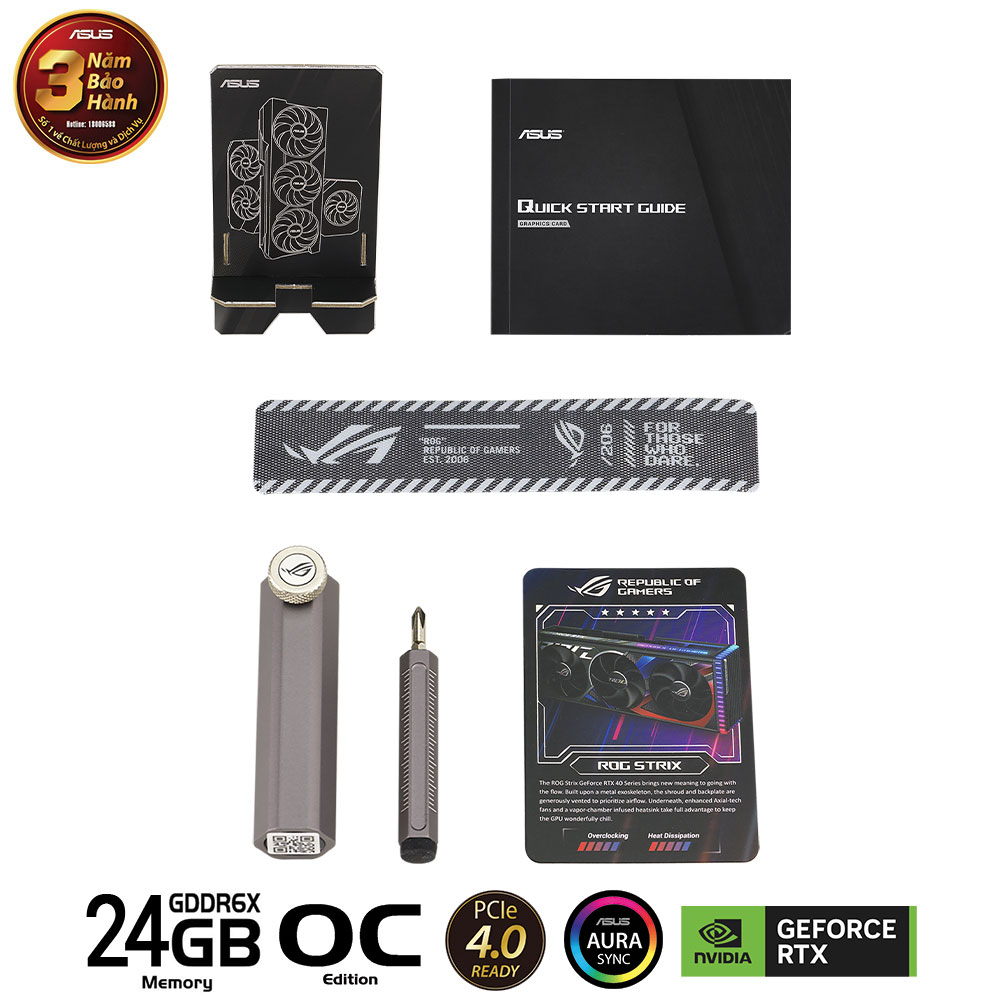 ASUS
3 Năm
Bảo
Hành
Hotline: 18006588
Số 1 về Chất Lượng và Dịch Vụ
ASUS
ASUS
QUICK START GUIDE
GRAPHICS CARD
"ROG"
REPUBLIC OF GAMERS
EST. 2006
/206
FOR
THOSE
WHO
DARE.
REPUBLIC OF
GAMERS
ROG STRIX
The ROG Strix GeForce RTX 40 Series brings new meaning to going with
the flow. Built upon a metal exoskeleton, the shroud and backplate are
generously vented to prioritize airflow. Underneath, enhanced Axial-tech
fans and a vapor-chamber infused heatsink take full advantage to keep
the GPU wonderfully chill.
Overclocking
Heat Dissipation
24GB
GDDR6X
Memory
OC
Edition
PCIe
4.0
READY
ASUS
AURA
SYNC
NVIDIA
GEFORCE
RTX